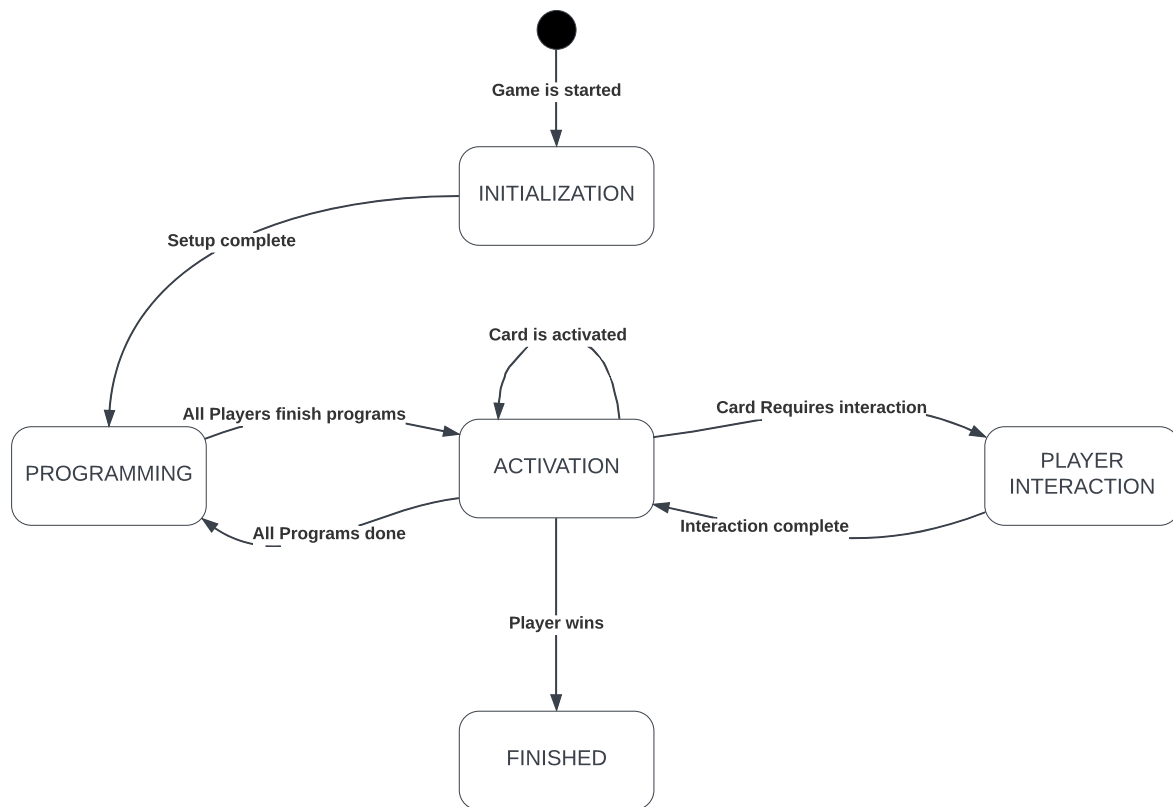 Game is started
INITIALIZATION
Setup complete
Card is activated
All Players finish programs
Card Requires interaction
PROGRAMMING
ACTIVATION
PLAYER
INTERACTION
All Programs done
Interaction complete
Player wins
FINISHED